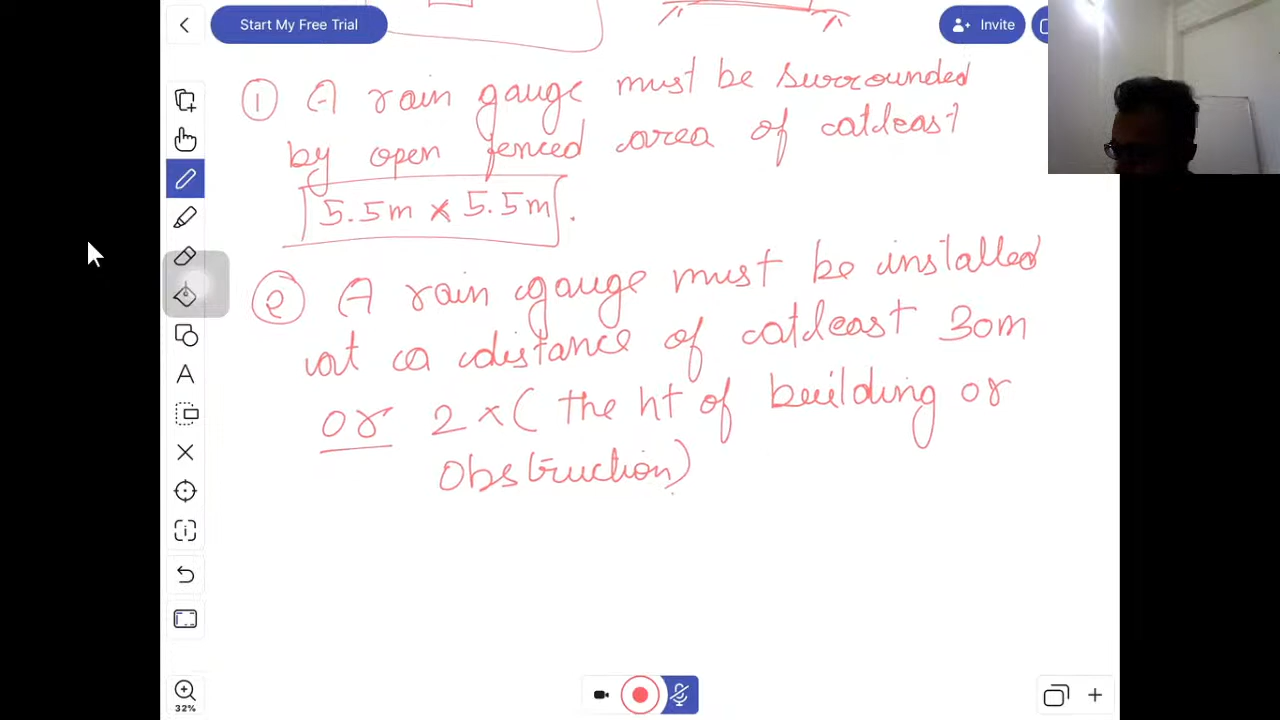 Start My Free Trial
Invite
① A rain gauge must be surrounded
by open fenced area of atleast
5.5m × 5.5m.
② A rain gauge must be installed
at a distance of atleast 30m
or 2 × ( the ht of building or
obstruction)
32%